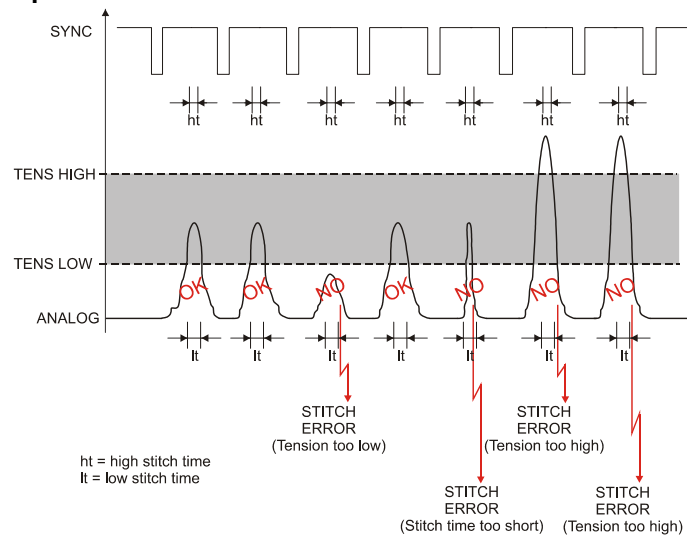 SYNC
ht ht ht ht ht ht ht
TENS HIGH
TENS LOW
OK OK NO OK NO NO NO
ANALOG
lt lt lt lt lt lt lt
STITCH
ERROR
(Tension too low)
STITCH
ERROR
(Tension too high)
ht = high stitch time
lt = low stitch time
STITCH
ERROR
(Stitch time too short)
STITCH
ERROR
(Tension too high)